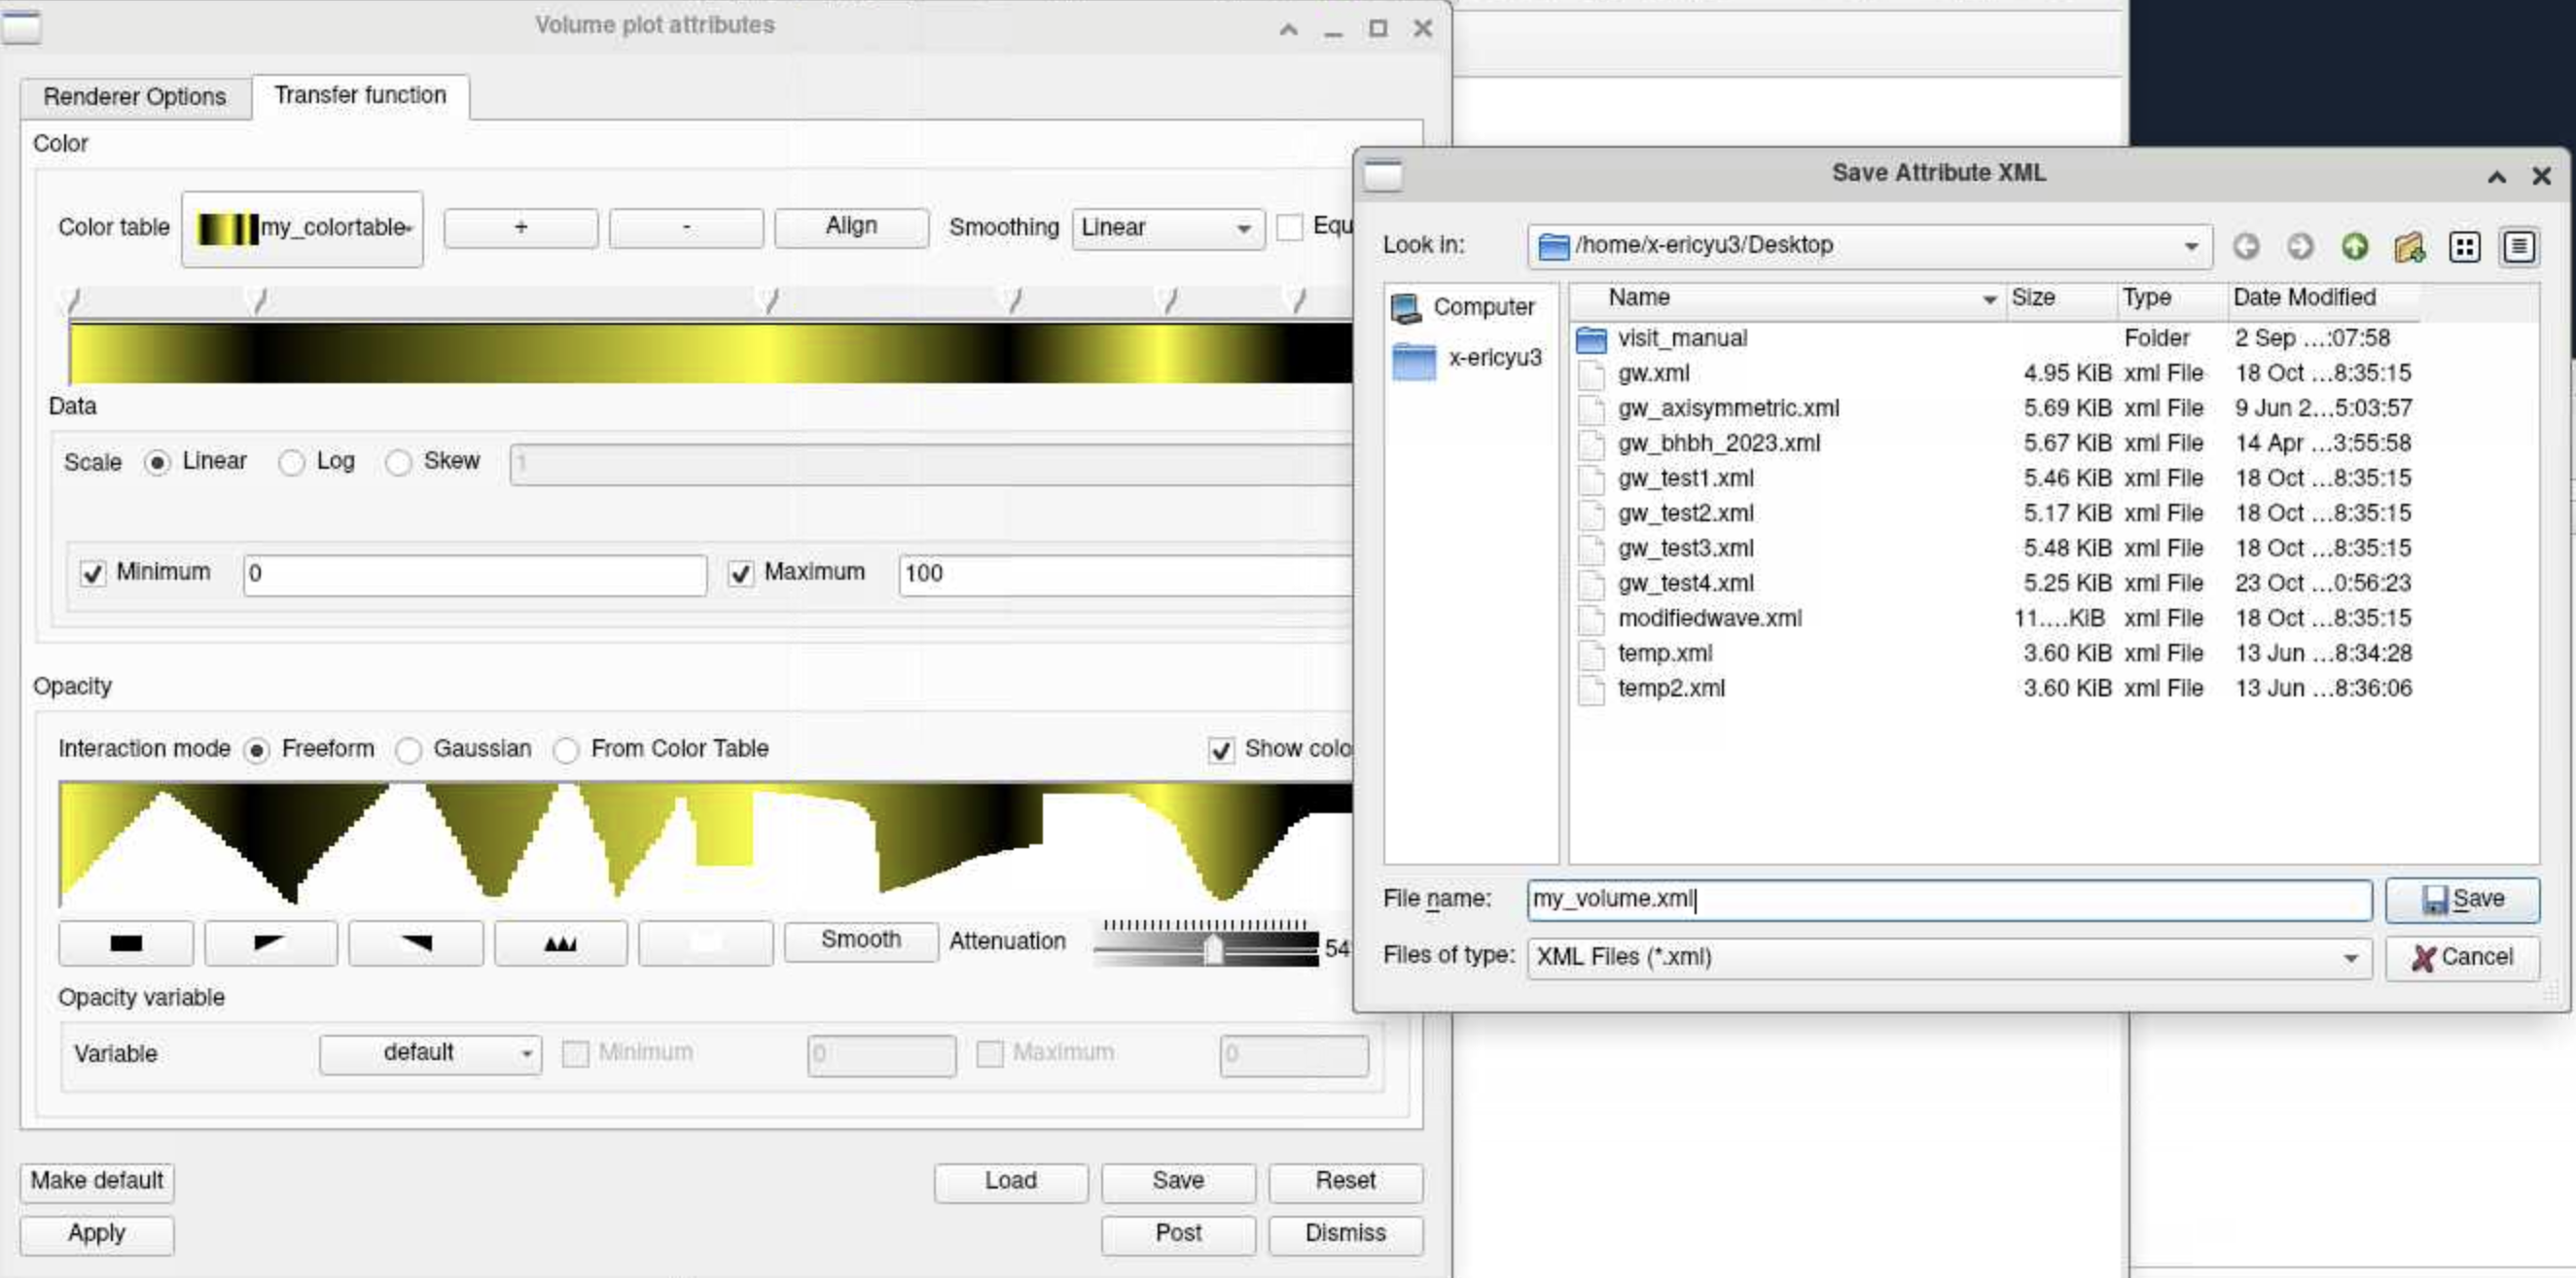 Volume plot attributes
Renderer Options Transfer function
Color
Color table my_colortable + - Align Smoothing Linear Equ
Data
Scale Linear Log Skew 1
Minimum 0 Maximum 100
Opacity
Interaction mode Freeform Gaussian From Color Table Show colo
Smooth Attenuation 54
Opacity variable
Variable default Minimum 0 Maximum 0
Make default Load Save Reset
Apply Post Dismiss
Save Attribute XML
Look in: /home/x-ericyu3/Desktop
Computer
x-ericyu3
Name Size Type Date Modified
visit_manual Folder 2 Sep ...:07:58
gw.xml 4.95 KiB xml File 18 Oct ...8:35:15
gw_axisymmetric.xml 5.69 KiB xml File 9 Jun 2...5:03:57
gw_bhbh_2023.xml 5.67 KiB xml File 14 Apr ...3:55:58
gw_test1.xml 5.46 KiB xml File 18 Oct ...8:35:15
gw_test2.xml 5.17 KiB xml File 18 Oct ...8:35:15
gw_test3.xml 5.48 KiB xml File 18 Oct ...8:35:15
gw_test4.xml 5.25 KiB xml File 23 Oct ...0:56:23
modifiedwave.xml 11....KiB xml File 18 Oct ...8:35:15
temp.xml 3.60 KiB xml File 13 Jun ...8:34:28
temp2.xml 3.60 KiB xml File 13 Jun ...8:36:06
File name: my_volume.xml Save
Files of type: XML Files (*.xml) Cancel